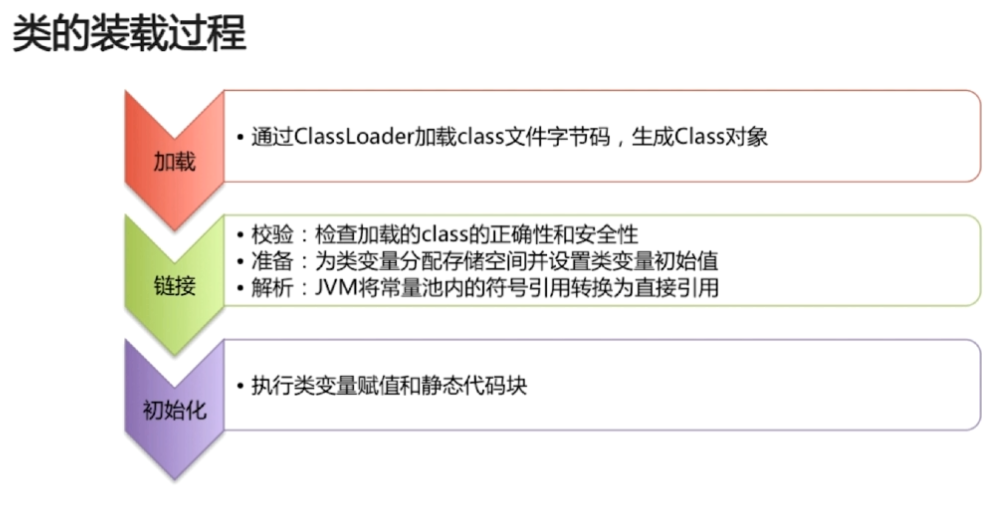 类的装载过程
加载
• 通过ClassLoader加载class文件字节码，生成Class对象
链接
• 校验：检查加载的class的正确性和安全性
• 准备：为类变量分配存储空间并设置类变量初始值
• 解析：JVM将常量池内的符号引用转换为直接引用
初始化
• 执行类变量赋值和静态代码块